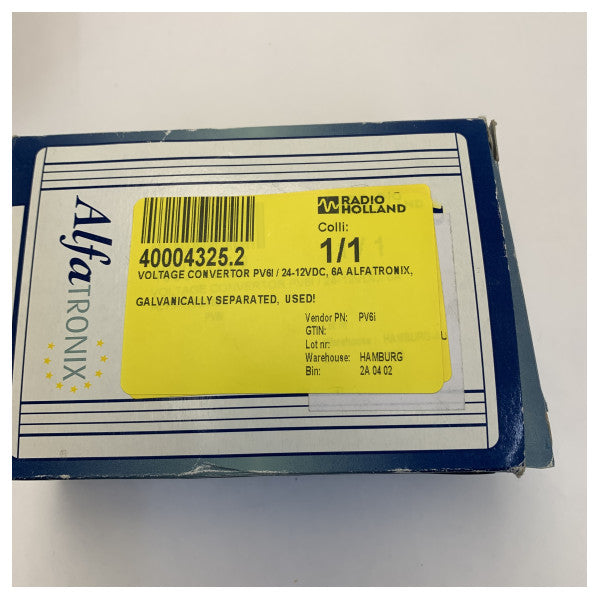 AlfaTRONIX
RADIO
HOLLAND
Colli:
40004325.2
1/1
VOLTAGE CONVERTOR PV6I / 24-12VDC, 6A ALFATRONIX,
GALVANICALLY SEPARATED, USED!
Vendor PN: PV6i
GTIN:
Lot nr:
Warehouse: HAMBURG
Bin: 2A 04 02